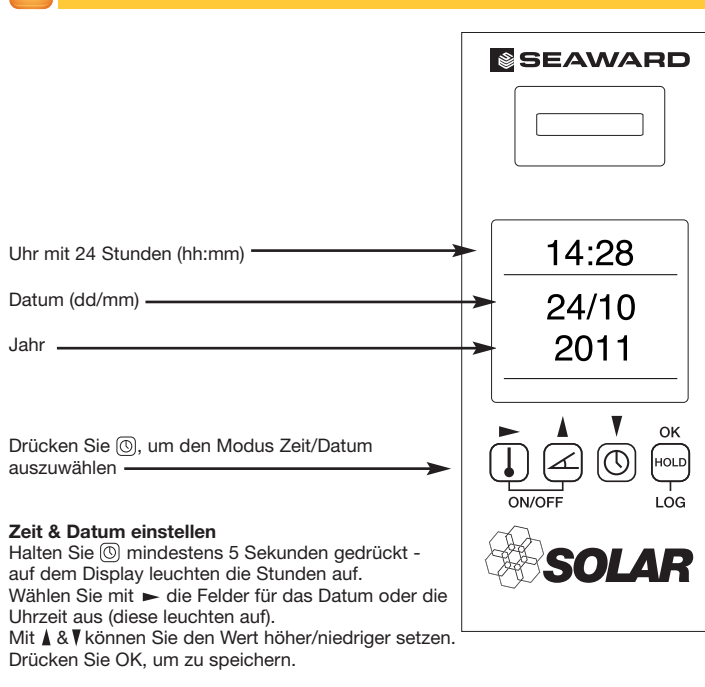 SEAWARD
Uhr mit 24 Stunden (hh:mm)
14:28
Datum (dd/mm)
24/10
Jahr
2011
Drücken Sie , um den Modus Zeit/Datum
auszuwählen
► ▲ ▼ OK
HOLD
ON/OFF LOG
Zeit & Datum einstellen
Halten Sie mindestens 5 Sekunden gedrückt -
auf dem Display leuchten die Stunden auf.
Wählen Sie mit ► die Felder für das Datum oder die
Uhrzeit aus (diese leuchten auf).
Mit ▲ & ▼ können Sie den Wert höher/niedriger setzen.
Drücken Sie OK, um zu speichern.
SOLAR